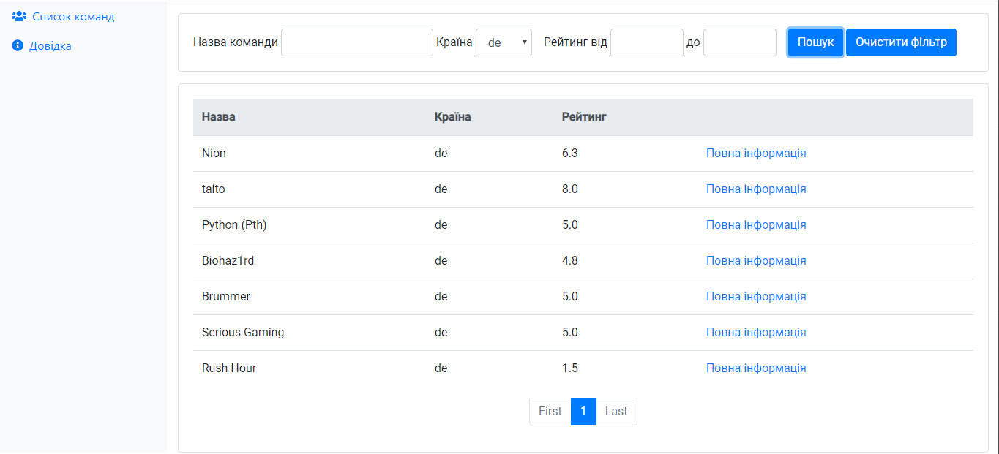 Список команд
Довідка
Назва команди Країна de Рейтинг від до Пошук Очистити фільтр
Назва Країна Рейтинг
Nion de 6.3 Повна інформація
taito de 8.0 Повна інформація
Python (Pth) de 5.0 Повна інформація
Biohaz1rd de 4.8 Повна інформація
Brummer de 5.0 Повна інформація
Serious Gaming de 5.0 Повна інформація
Rush Hour de 1.5 Повна інформація
First 1 Last